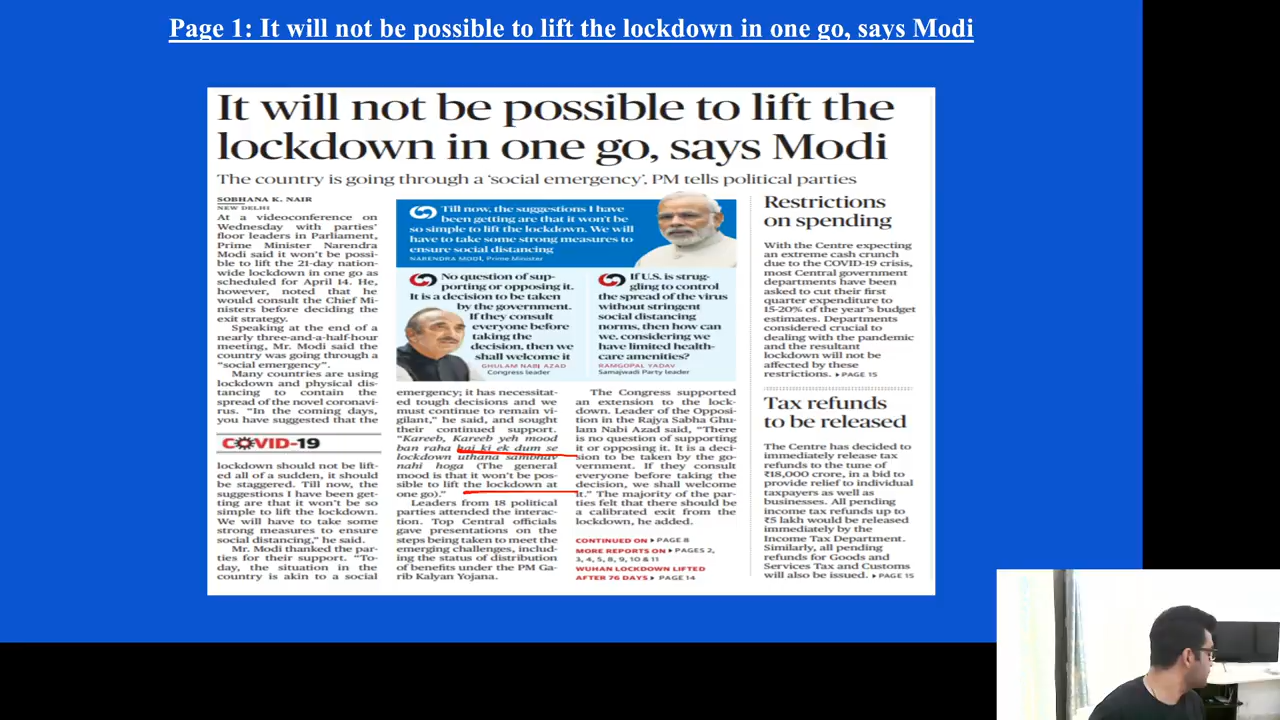 Page 1: It will not be possible to lift the lockdown in one go, says Modi
It will not be possible to lift the
lockdown in one go, says Modi
The country is going through a ‘social emergency’, PM tells political parties
SOBHANA K. NAIR
NEW DELHI
At a videoconference on
Wednesday with parties’
floor leaders in Parliament,
Prime Minister Narendra
Modi said it won’t be possi-
ble to lift the 21-day nation-
wide lockdown in one go as
scheduled for April 14. He,
however, noted that he
would consult the Chief Mi-
nisters before deciding the
exit strategy.
Speaking at the end of a
nearly three-and-a-half-hour
meeting, Mr. Modi said the
country was going through a
“social emergency”.
Many countries are using
lockdown and physical dis-
tancing to contain the
spread of the novel coronavi-
rus. “In the coming days,
you have suggested that the
COVID-19
lockdown should not be lift-
ed all of a sudden, it should
be staggered. Till now, the
suggestions I have been get-
ting are that it won’t be so
simple to lift the lockdown.
We will have to take some
strong measures to ensure
social distancing,” he said.
Mr. Modi thanked the par-
ties for their support. “To-
day, the situation in the
country is akin to a social
Till now, the suggestions I have
been getting are that it won’t be
so simple to lift the lockdown. We will
have to take some strong measures to
ensure social distancing
NARENDRA MODI, Prime Minister
No question of sup-
porting or opposing it.
It is a decision to be taken
by the government.
If they consult
everyone before
taking the
decision, then we
shall welcome it
GHULAM NABI AZAD
Congress leader
If U.S. is strug-
gling to control
the spread of the virus
without stringent
social distancing
norms, then how can
we, considering we
have limited health-
care amenities?
RAMGOPAL YADAV
Samajwadi Party leader
emergency; it has necessitat-
ed tough decisions and we
must continue to remain vi-
gilant,” he said, and sought
their continued support.
“Kareeb, Kareeb yeh mood
ban raha hai ki ek dum se
lockdown uthana sambhav
nahi hoga (The general
mood is that it won’t be pos-
sible to lift the lockdown at
one go).”
Leaders from 18 political
parties attended the interac-
tion. Top Central officials
gave presentations on the
steps being taken to meet the
emerging challenges, includ-
ing the status of distribution
of benefits under the PM Ga-
rib Kalyan Yojana.
The Congress supported
an extension to the lock-
down. Leader of the Opposi-
tion in the Rajya Sabha Ghu-
lam Nabi Azad said, “There
is no question of supporting
it or opposing it. It is a deci-
sion to be taken by the go-
vernment. If they consult
everyone before taking the
decision, we shall welcome
it.” The majority of the par-
ties felt that there should be
a calibrated exit from the
lockdown, he added.
CONTINUED ON ▸ PAGE 8
MORE REPORTS ON ▸ PAGES 2,
3, 4, 5, 8, 9, 10 & 11
WUHAN LOCKDOWN LIFTED
AFTER 76 DAYS ▸ PAGE 14
Restrictions
on spending
With the Centre expecting
an extreme cash crunch
due to the COVID-19 crisis,
most Central government
departments have been
asked to cut their first
quarter expenditure to
15-20% of the year’s budget
estimates. Departments
considered crucial to
dealing with the pandemic
and the resultant
lockdown will not be
affected by these
restrictions. ▸ PAGE 15
Tax refunds
to be released
The Centre has decided to
immediately release tax
refunds to the tune of
₹18,000 crore, in a bid to
provide relief to individual
taxpayers as well as
businesses. All pending
income tax refunds up to
₹5 lakh would be released
immediately by the
Income Tax Department.
Similarly, all pending
refunds for Goods and
Services Tax and Customs
will also be issued. ▸ PAGE 15